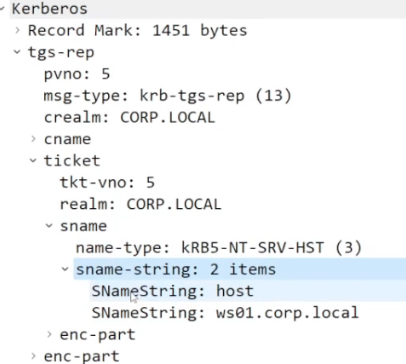 Kerberos
Record Mark: 1451 bytes
tgs-rep
pvno: 5
msg-type: krb-tgs-rep (13)
crealm: CORP.LOCAL
cname
ticket
tkt-vno: 5
realm: CORP.LOCAL
sname
name-type: kRB5-NT-SRV-HST (3)
sname-string: 2 items
SNameString: host
SNameString: ws01.corp.local
enc-part
enc-part